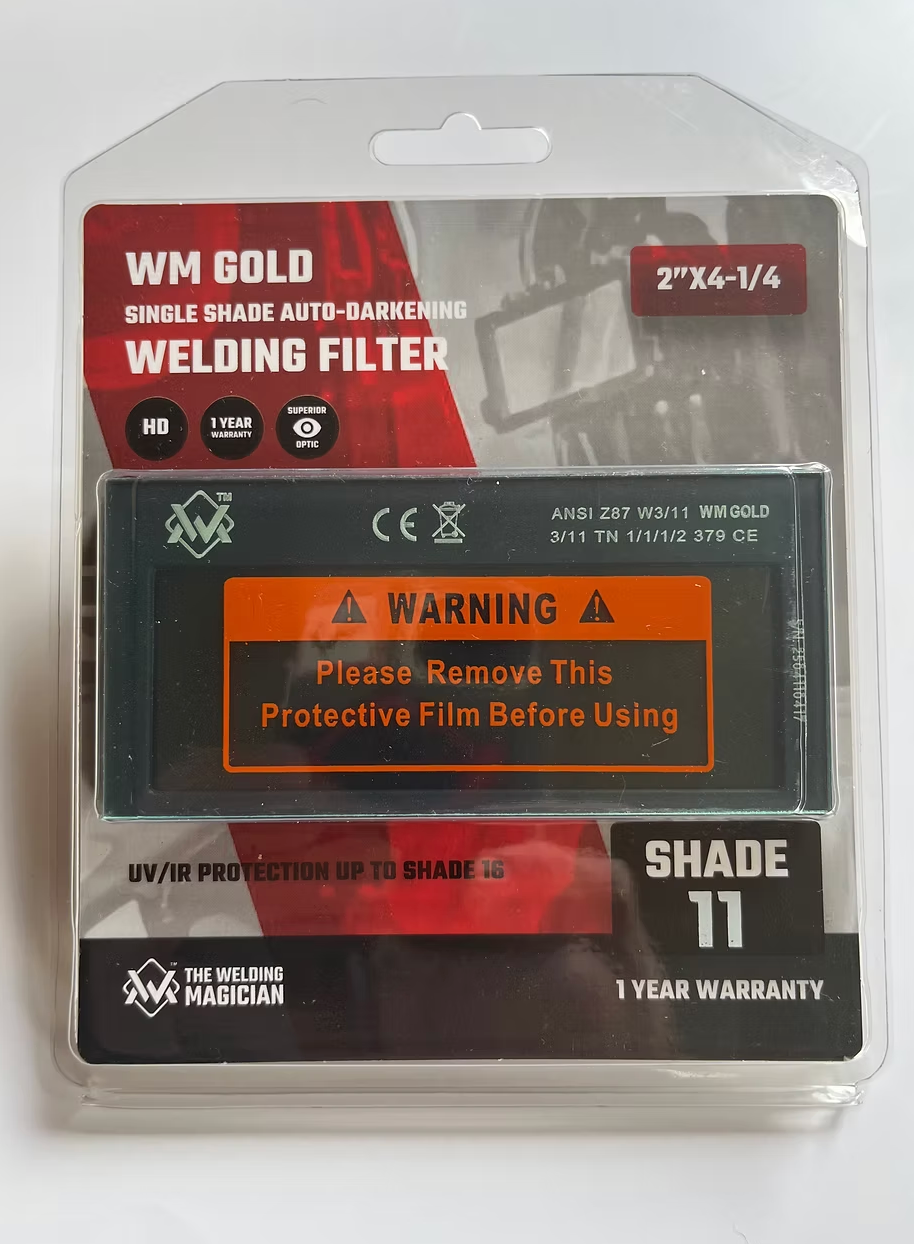 WM GOLD
SINGLE SHADE AUTO-DARKENING
WELDING FILTER
2”X4-1/4
HD
1 YEAR
WARRANTY
SUPERIOR
OPTIC
TM
CE
ANSI Z87 W3/11 WM GOLD
3/11 TN 1/1/1/2 379 CE
WARNING
Please Remove This
Protective Film Before Using
UV/IR PROTECTION UP TO SHADE 16
SHADE
11
THE WELDING
MAGICIAN
1 YEAR WARRANTY